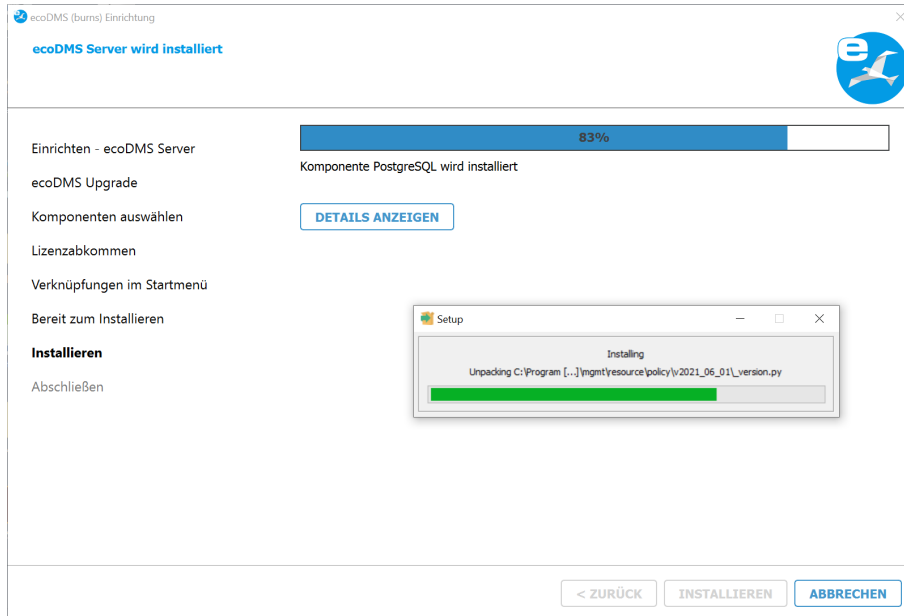 ecoDMS (burns) Einrichtung
ecoDMS Server wird installiert
e
Einrichten - ecoDMS Server
ecoDMS Upgrade
Komponenten auswählen
Lizenzabkommen
Verknüpfungen im Startmenü
Bereit zum Installieren
Installieren
Abschließen
83%
Komponente PostgreSQL wird installiert
DETAILS ANZEIGEN
Setup
Installing
Unpacking C:\Program [...]\mgmt\resource\policy\v2021_06_01\_version.py
< ZURÜCK
INSTALLIEREN
ABBRECHEN